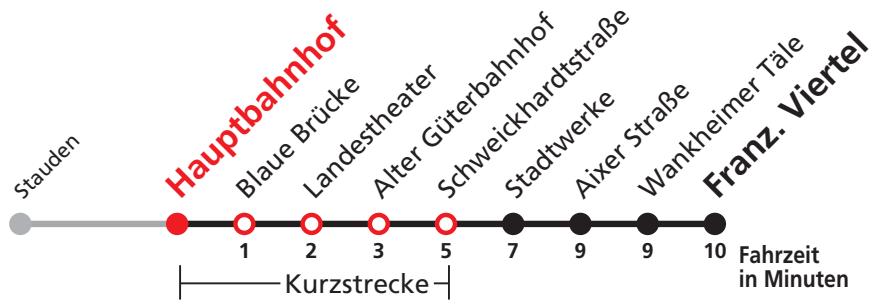 Stauden
Hauptbahnhof
Blaue Brücke
Landestheater
Alter Güterbahnhof
Schweickhardtstraße
Stadtwerke
Aixer Straße
Wankheimer Täle
Franz. Viertel
1 2 3 5 7 9 9 10
Fahrzeit
in Minuten
Kurzstrecke